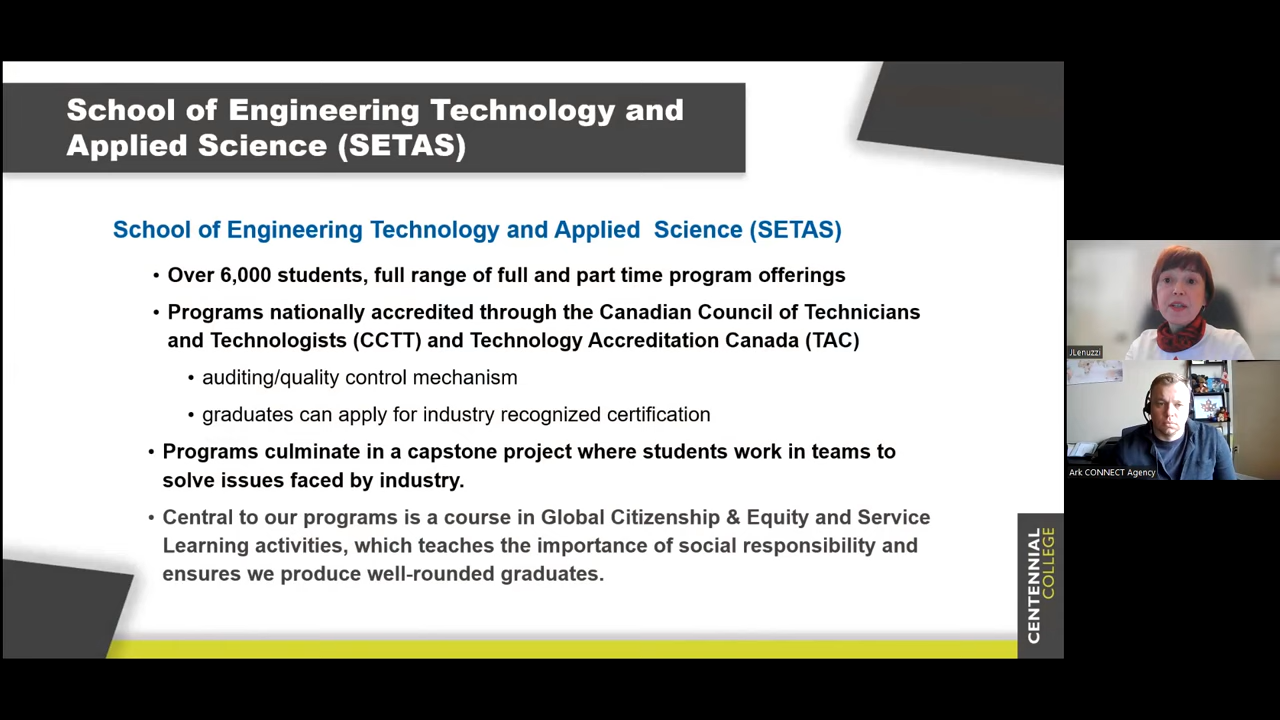 School of Engineering Technology and
Applied Science (SETAS)
School of Engineering Technology and Applied  Science (SETAS)
• Over 6,000 students, full range of full and part time program offerings
• Programs nationally accredited through the Canadian Council of Technicians
and Technologists (CCTT) and Technology Accreditation Canada (TAC)
• auditing/quality control mechanism
• graduates can apply for industry recognized certification
• Programs culminate in a capstone project where students work in teams to
solve issues faced by industry.
• Central to our programs is a course in Global Citizenship & Equity and Service
Learning activities, which teaches the importance of social responsibility and
ensures we produce well-rounded graduates.
CENTENNIAL
COLLEGE
JLenuzzi
Ark CONNECT Agency